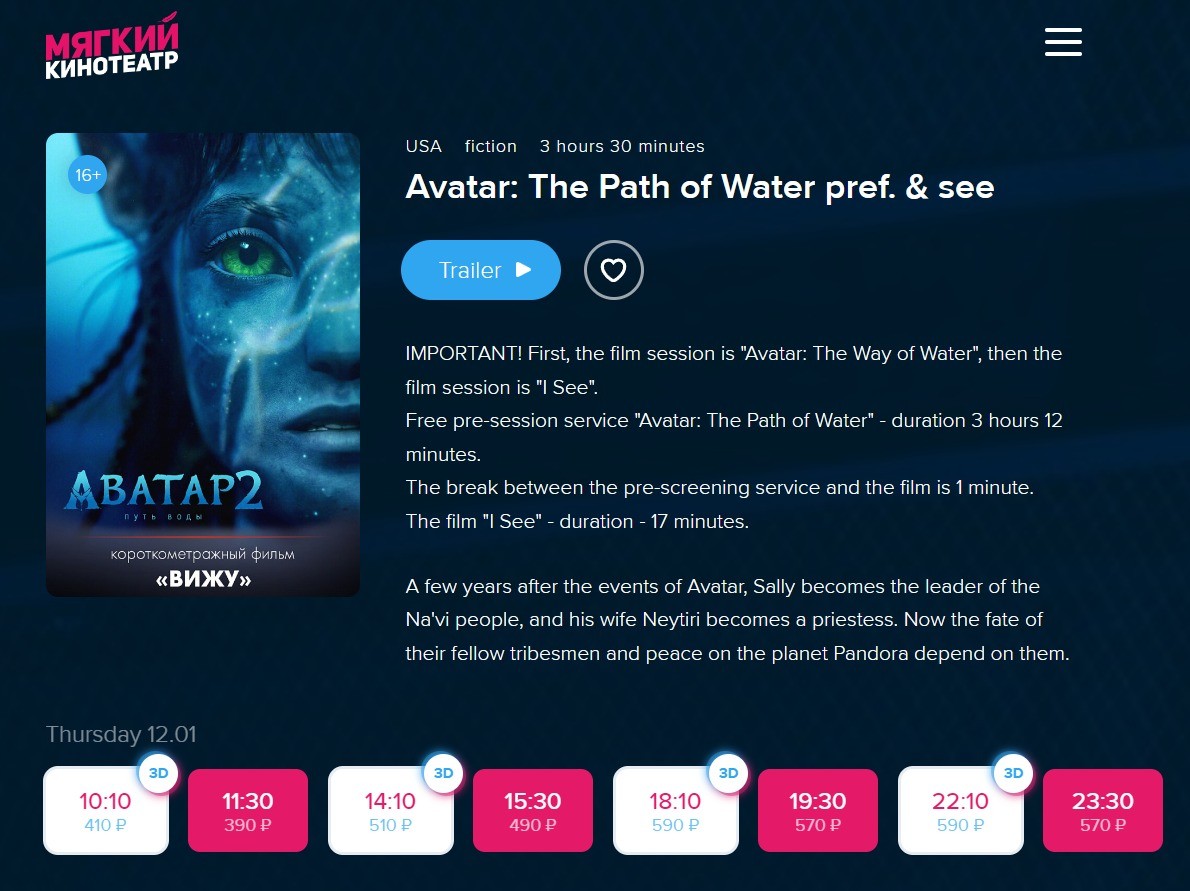 МЯГКИЙ
КИНОТЕАТР
16+
АВАТАР2
ПУТЬ ВОДЫ
короткометражный фильм
«ВИЖУ»
USA fiction 3 hours 30 minutes
Avatar: The Path of Water pref. & see
Trailer
IMPORTANT! First, the film session is "Avatar: The Way of Water", then the
film session is "I See".
Free pre-session service "Avatar: The Path of Water" - duration 3 hours 12
minutes.
The break between the pre-screening service and the film is 1 minute.
The film "I See" - duration - 17 minutes.
A few years after the events of Avatar, Sally becomes the leader of the
Na'vi people, and his wife Neytiri becomes a priestess. Now the fate of
their fellow tribesmen and peace on the planet Pandora depend on them.
Thursday 12.01
3D 3D 3D 3D
10:10 11:30 14:10 15:30 18:10 19:30 22:10 23:30
410 ₽ 390 ₽ 510 ₽ 490 ₽ 590 ₽ 570 ₽ 590 ₽ 570 ₽